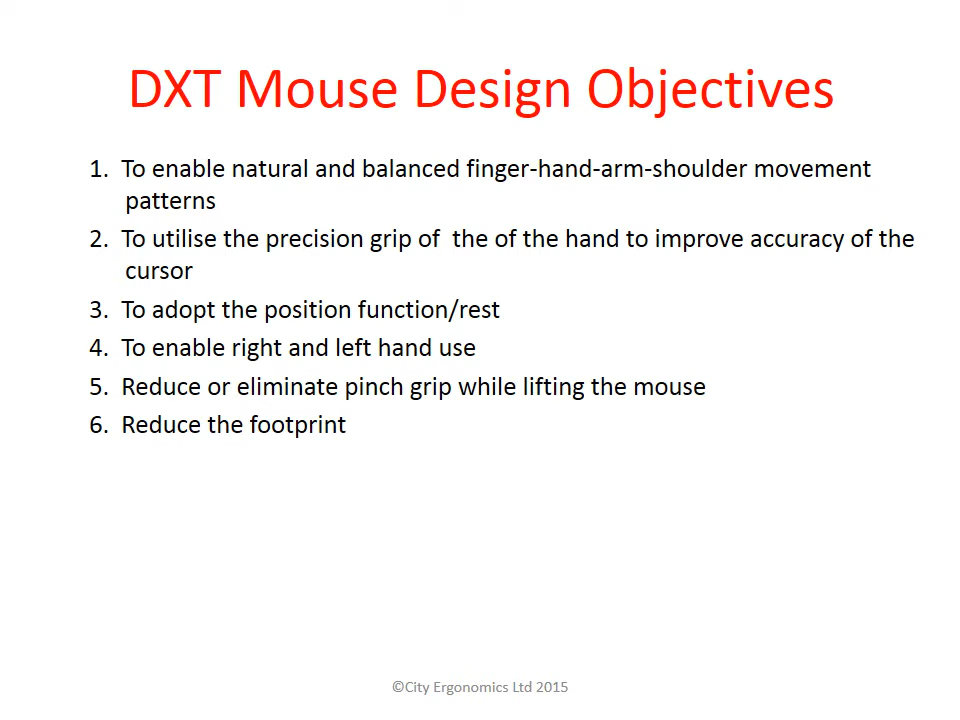 DXT Mouse Design Objectives
1. To enable natural and balanced finger-hand-arm-shoulder movement
patterns
2. To utilise the precision grip of  the of the hand to improve accuracy of the
cursor
3. To adopt the position function/rest
4. To enable right and left hand use
5. Reduce or eliminate pinch grip while lifting the mouse
6. Reduce the footprint
©City Ergonomics Ltd 2015